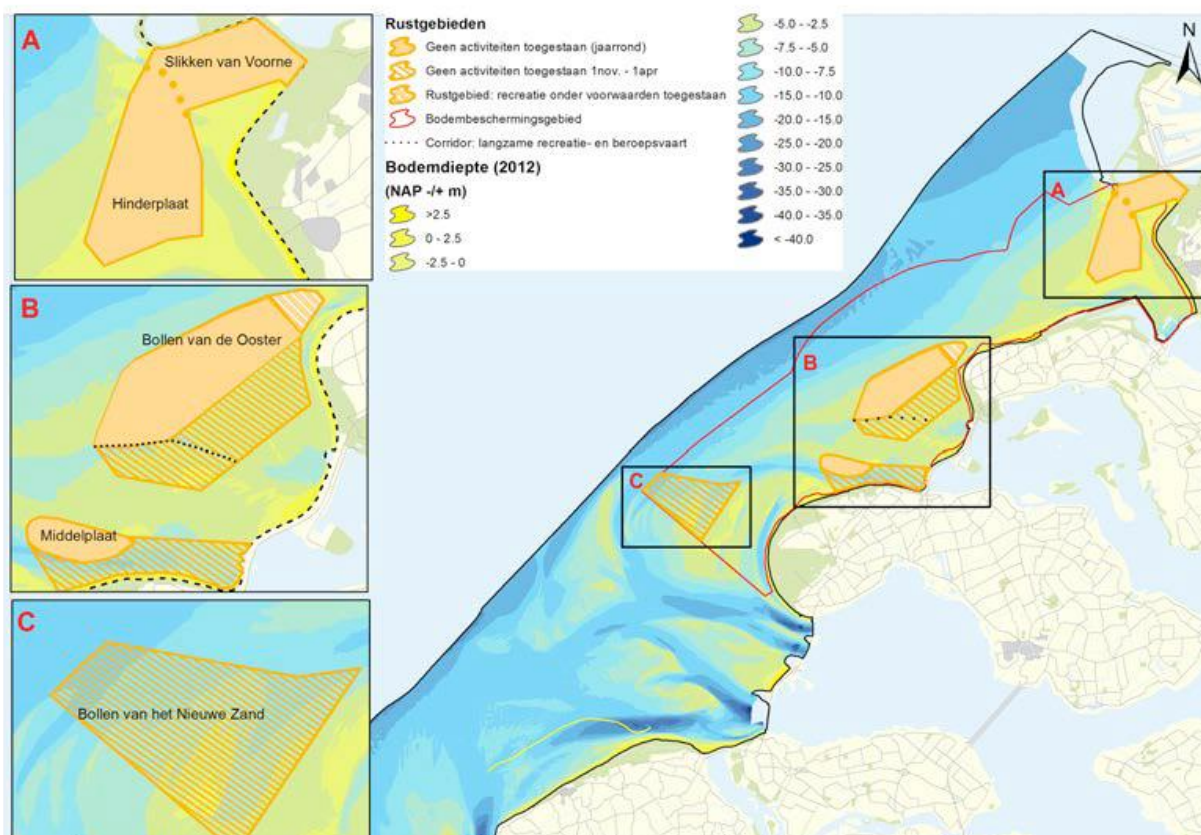 A
Slikken van Voorne
Hinderplaat
B
Bollen van de Ooster
Middelplaat
C
Bollen van het Nieuwe Zand
Rustgebieden
Geen activiteiten toegestaan (jaarrond)
Geen activiteiten toegestaan 1nov. - 1apr
Rustgebied: recreatie onder voorwaarden toegestaan
Bodembeschermingsgebied
Corridor: langzame recreatie- en beroepsvaart
Bodemdiepte (2012)
(NAP -/+ m)
>2.5
0 - 2.5
-2.5 - 0
-5.0 - -2.5
-7.5 - -5.0
-10.0 - -7.5
-15.0 - -10.0
-20.0 - -15.0
-25.0 - -20.0
-30.0 - -25.0
-35.0 - -30.0
-40.0 - -35.0
< -40.0
N
A
B
C